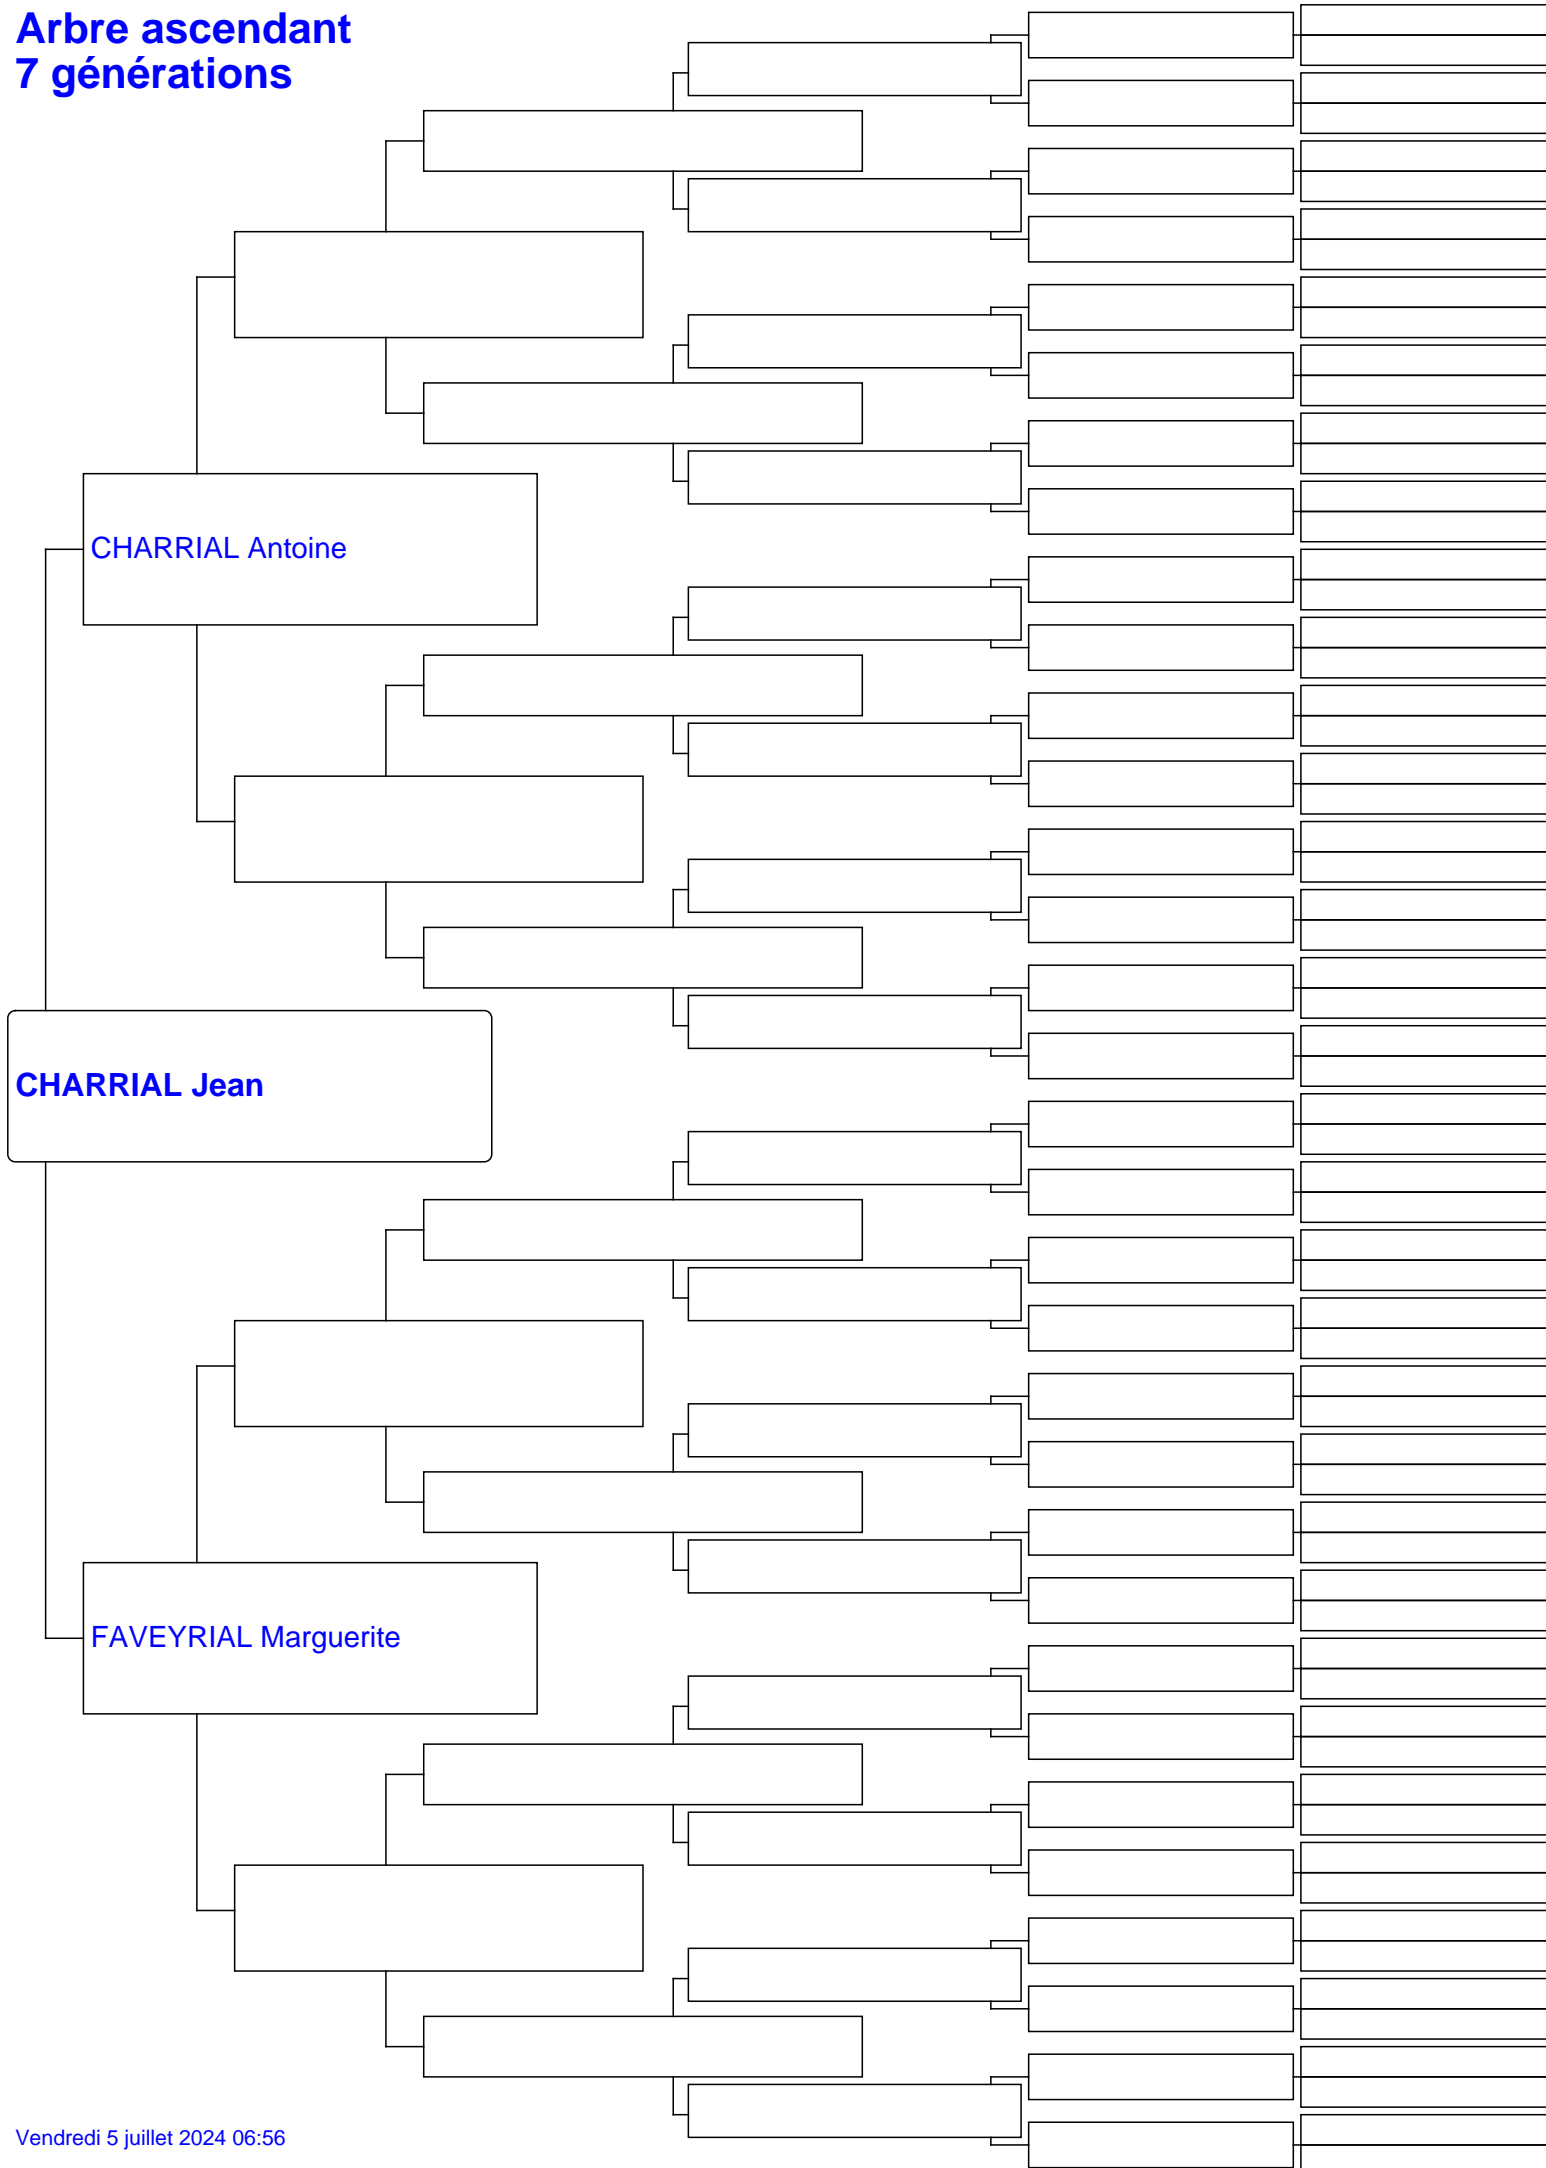 Arbre ascendant
7 générations
CHARRIAL Antoine
CHARRIAL Jean
FAVEYRIAL Marguerite
Vendredi 5 juillet 2024 06:56